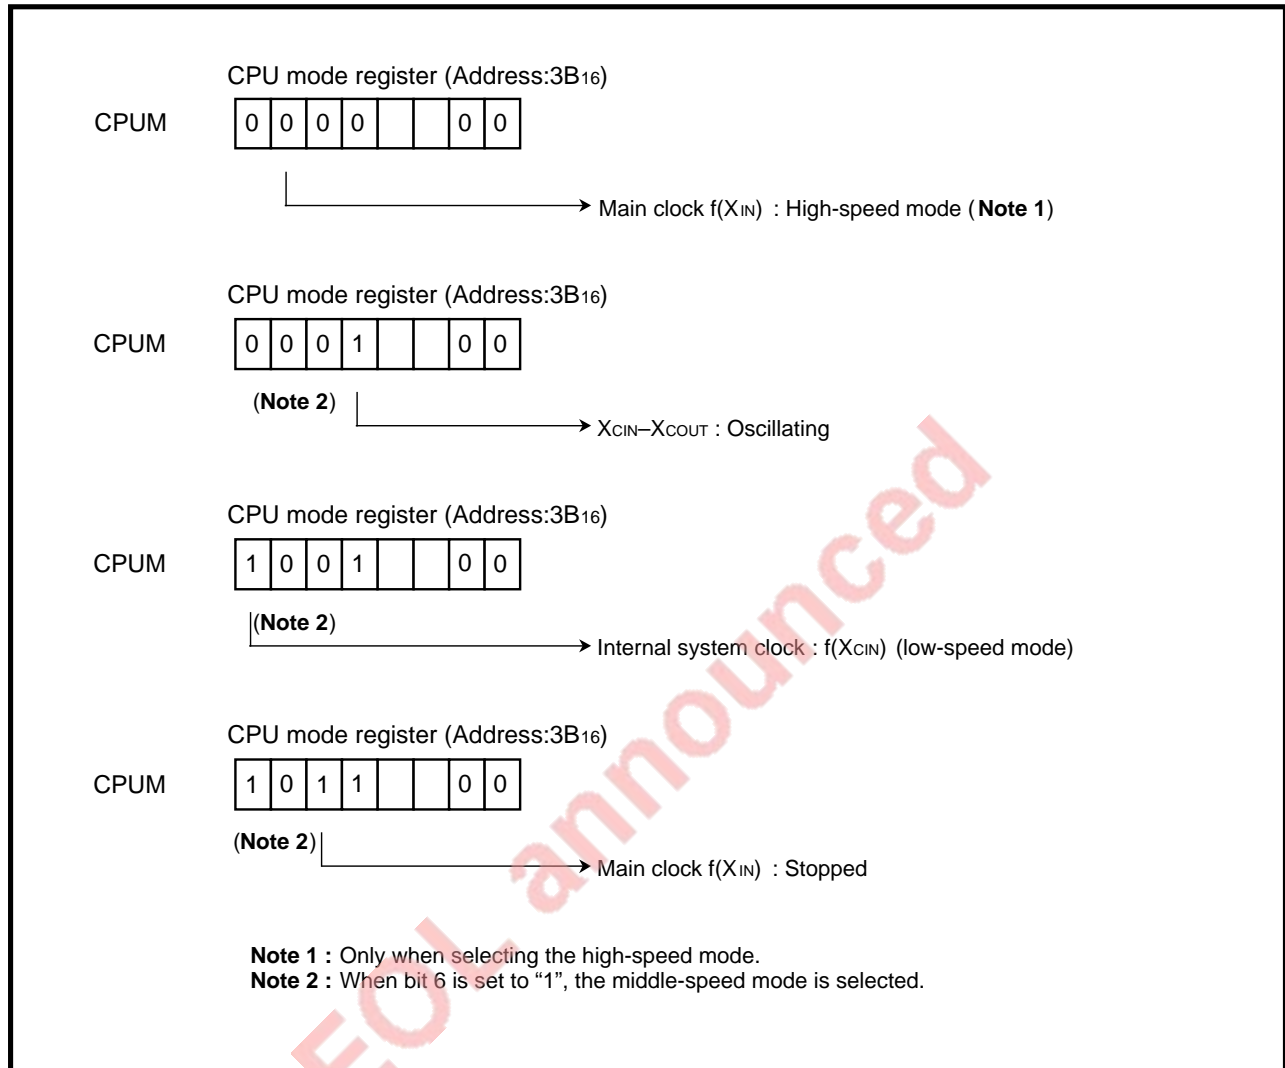 CPU mode register (Address:3B16)
CPUM 0 0 0 0 0 0
Main clock f(XIN) : High-speed mode (Note 1)
CPU mode register (Address:3B16)
CPUM 0 0 0 1 0 0
(Note 2)
XCIN–XCOUT : Oscillating
CPU mode register (Address:3B16)
CPUM 1 0 0 1 0 0
(Note 2)
Internal system clock : f(XCIN) (low-speed mode)
CPU mode register (Address:3B16)
CPUM 1 0 1 1 0 0
(Note 2)
Main clock f(XIN) : Stopped
Note 1 : Only when selecting the high-speed mode.
Note 2 : When bit 6 is set to “1”, the middle-speed mode is selected.
EOL announced